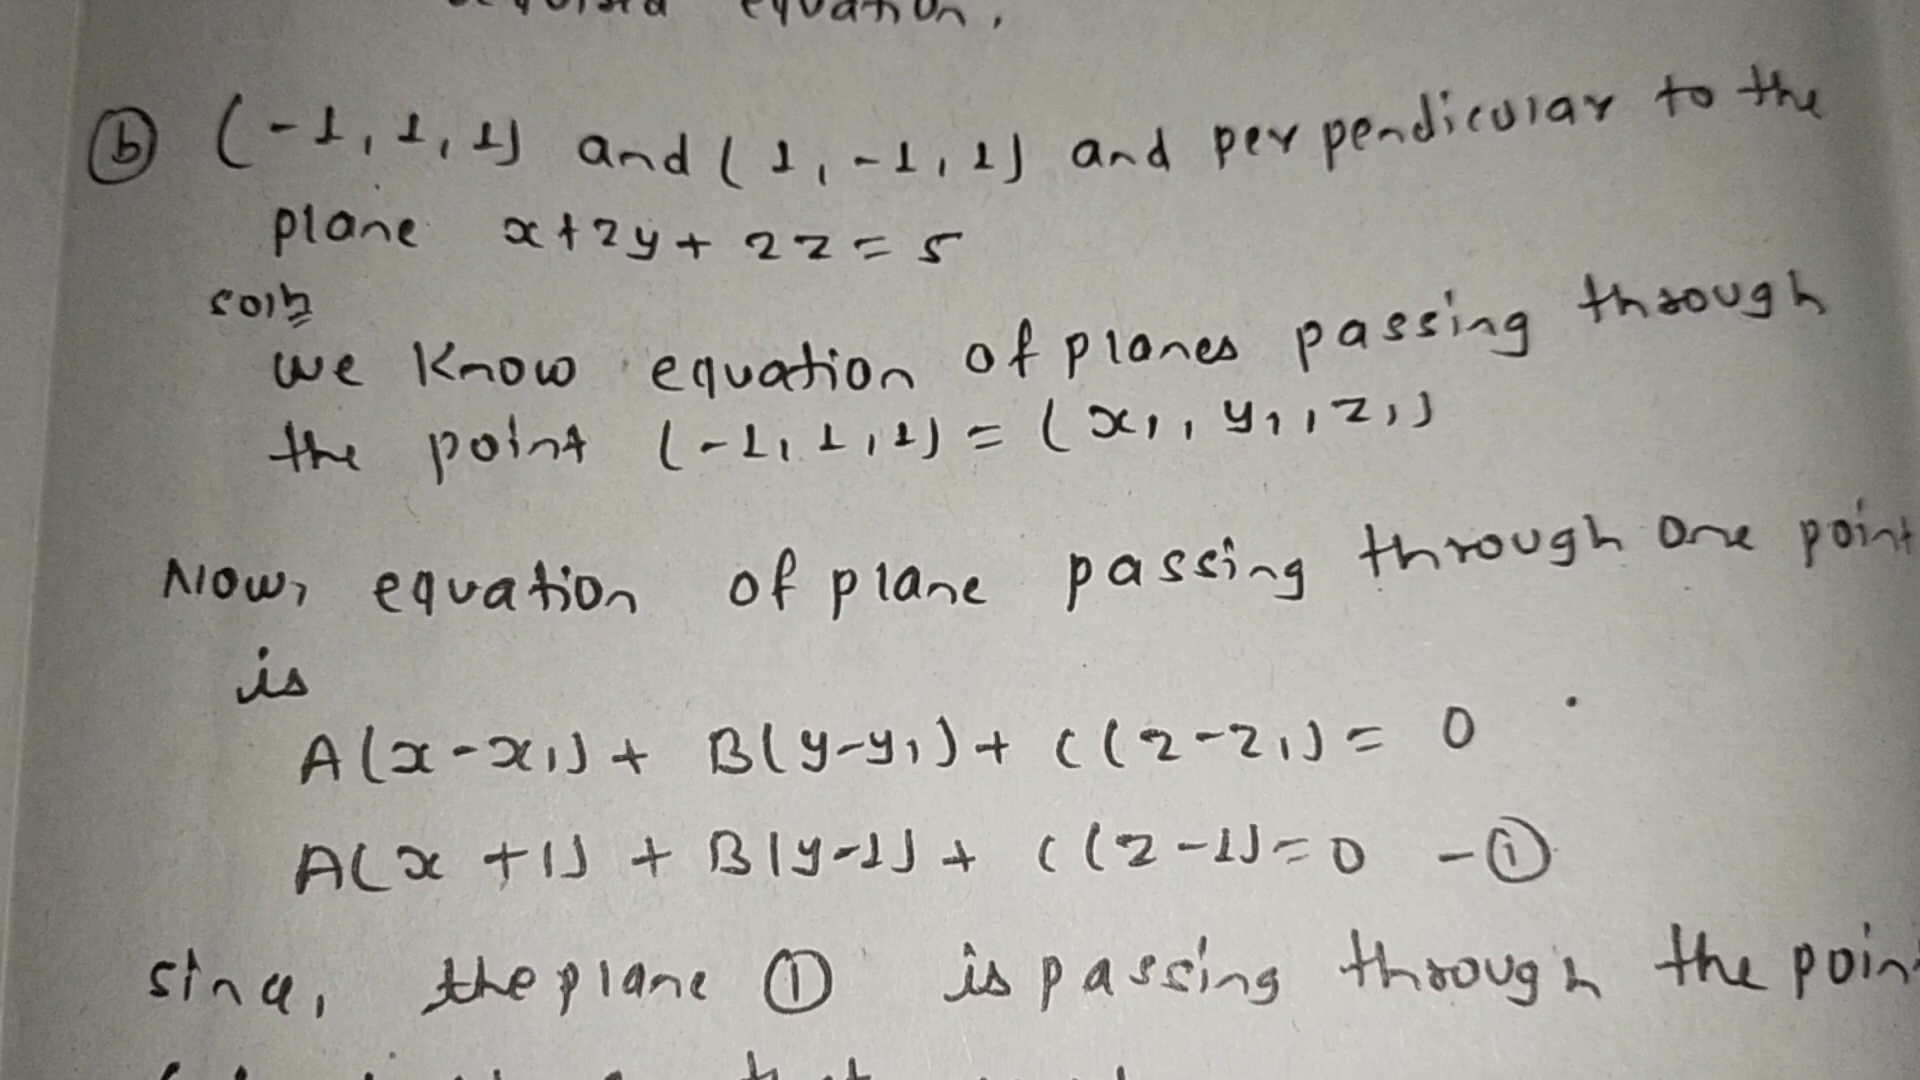 equation,
ⓑ (-1, 1, 1) and (1, -1, 1) and perpendicular to the
plane x+2y+2z=5
soln
we know equation of planes passing through
the point (-1, 1, 1) = (x₁, y₁, z₁)
Now, equation of plane passing through one point
is
A(x-x₁) + B(y-y₁) + C(z-z₁) = 0
A(x+1) + B(y-1) + C(z-1) = 0 - ①
since, the plane ① is passing through the poin